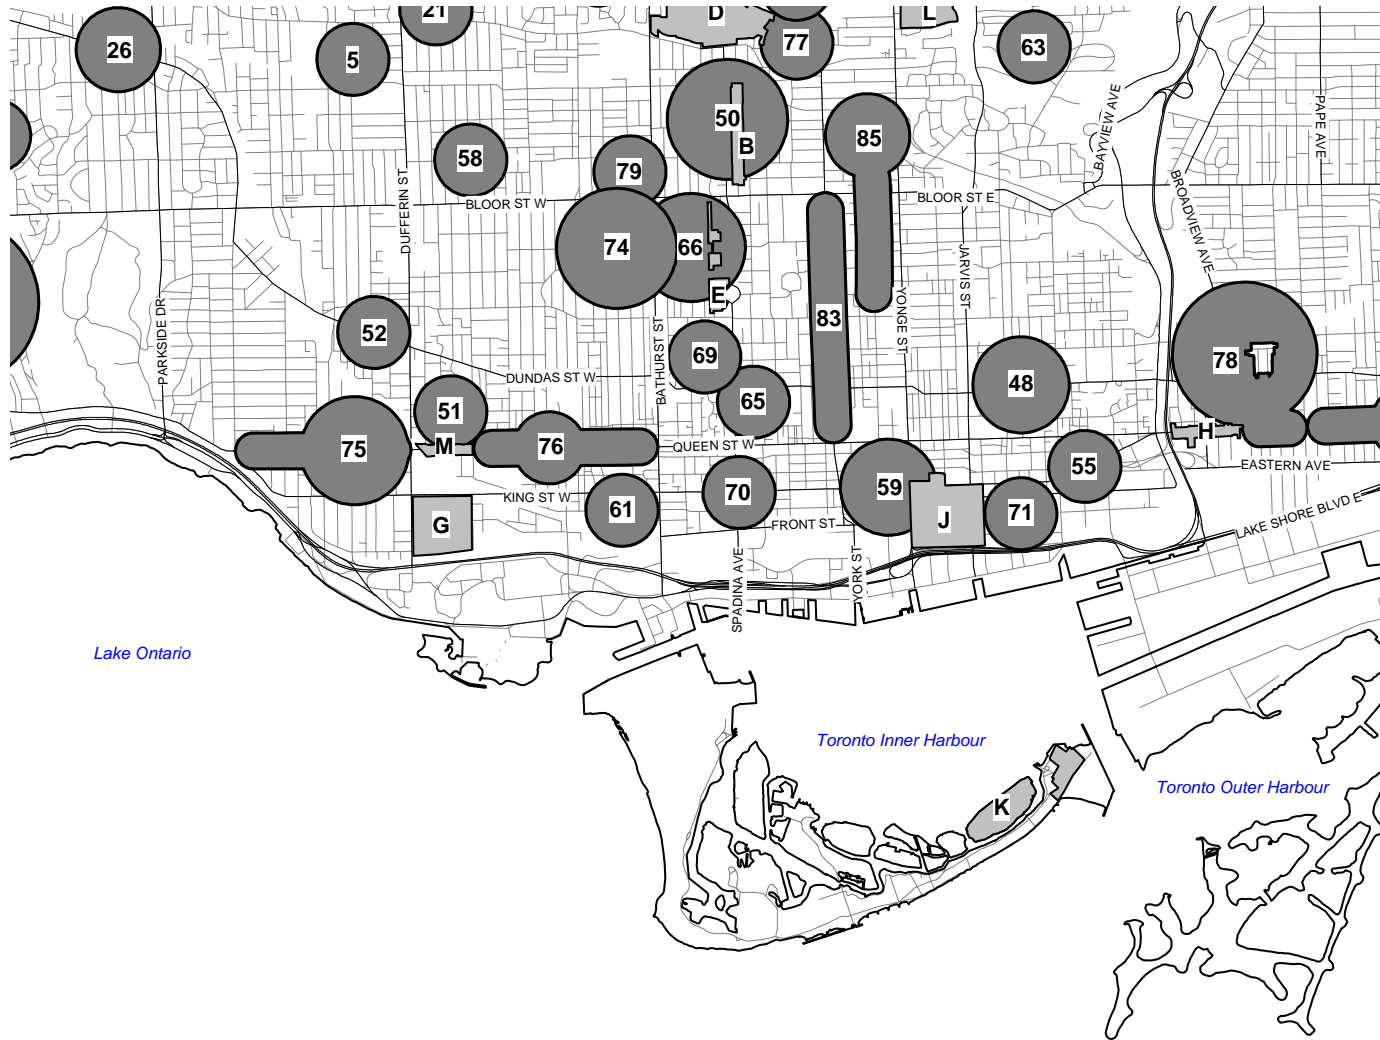 21
D
L
26
5
77
63
PAPE AVE
BAYVIEW AVE
50
B
85
58
79
DUFFERIN ST
BLOOR ST W
BLOOR ST E
BROADVIEW AVE
74
66
JARVIS ST
E
YONGE ST
PARKSIDE DR
52
83
BATHURST ST
69
78
DUNDAS ST W
48
51
65
M
76
75
QUEEN ST W
H
55
EASTERN AVE
70
59
KING ST W
61
71
G
J
FRONT ST
LAKE SHORE BLVD E
SPADINA AVE
YORK ST
Lake Ontario
Toronto Inner Harbour
Toronto Outer Harbour
K